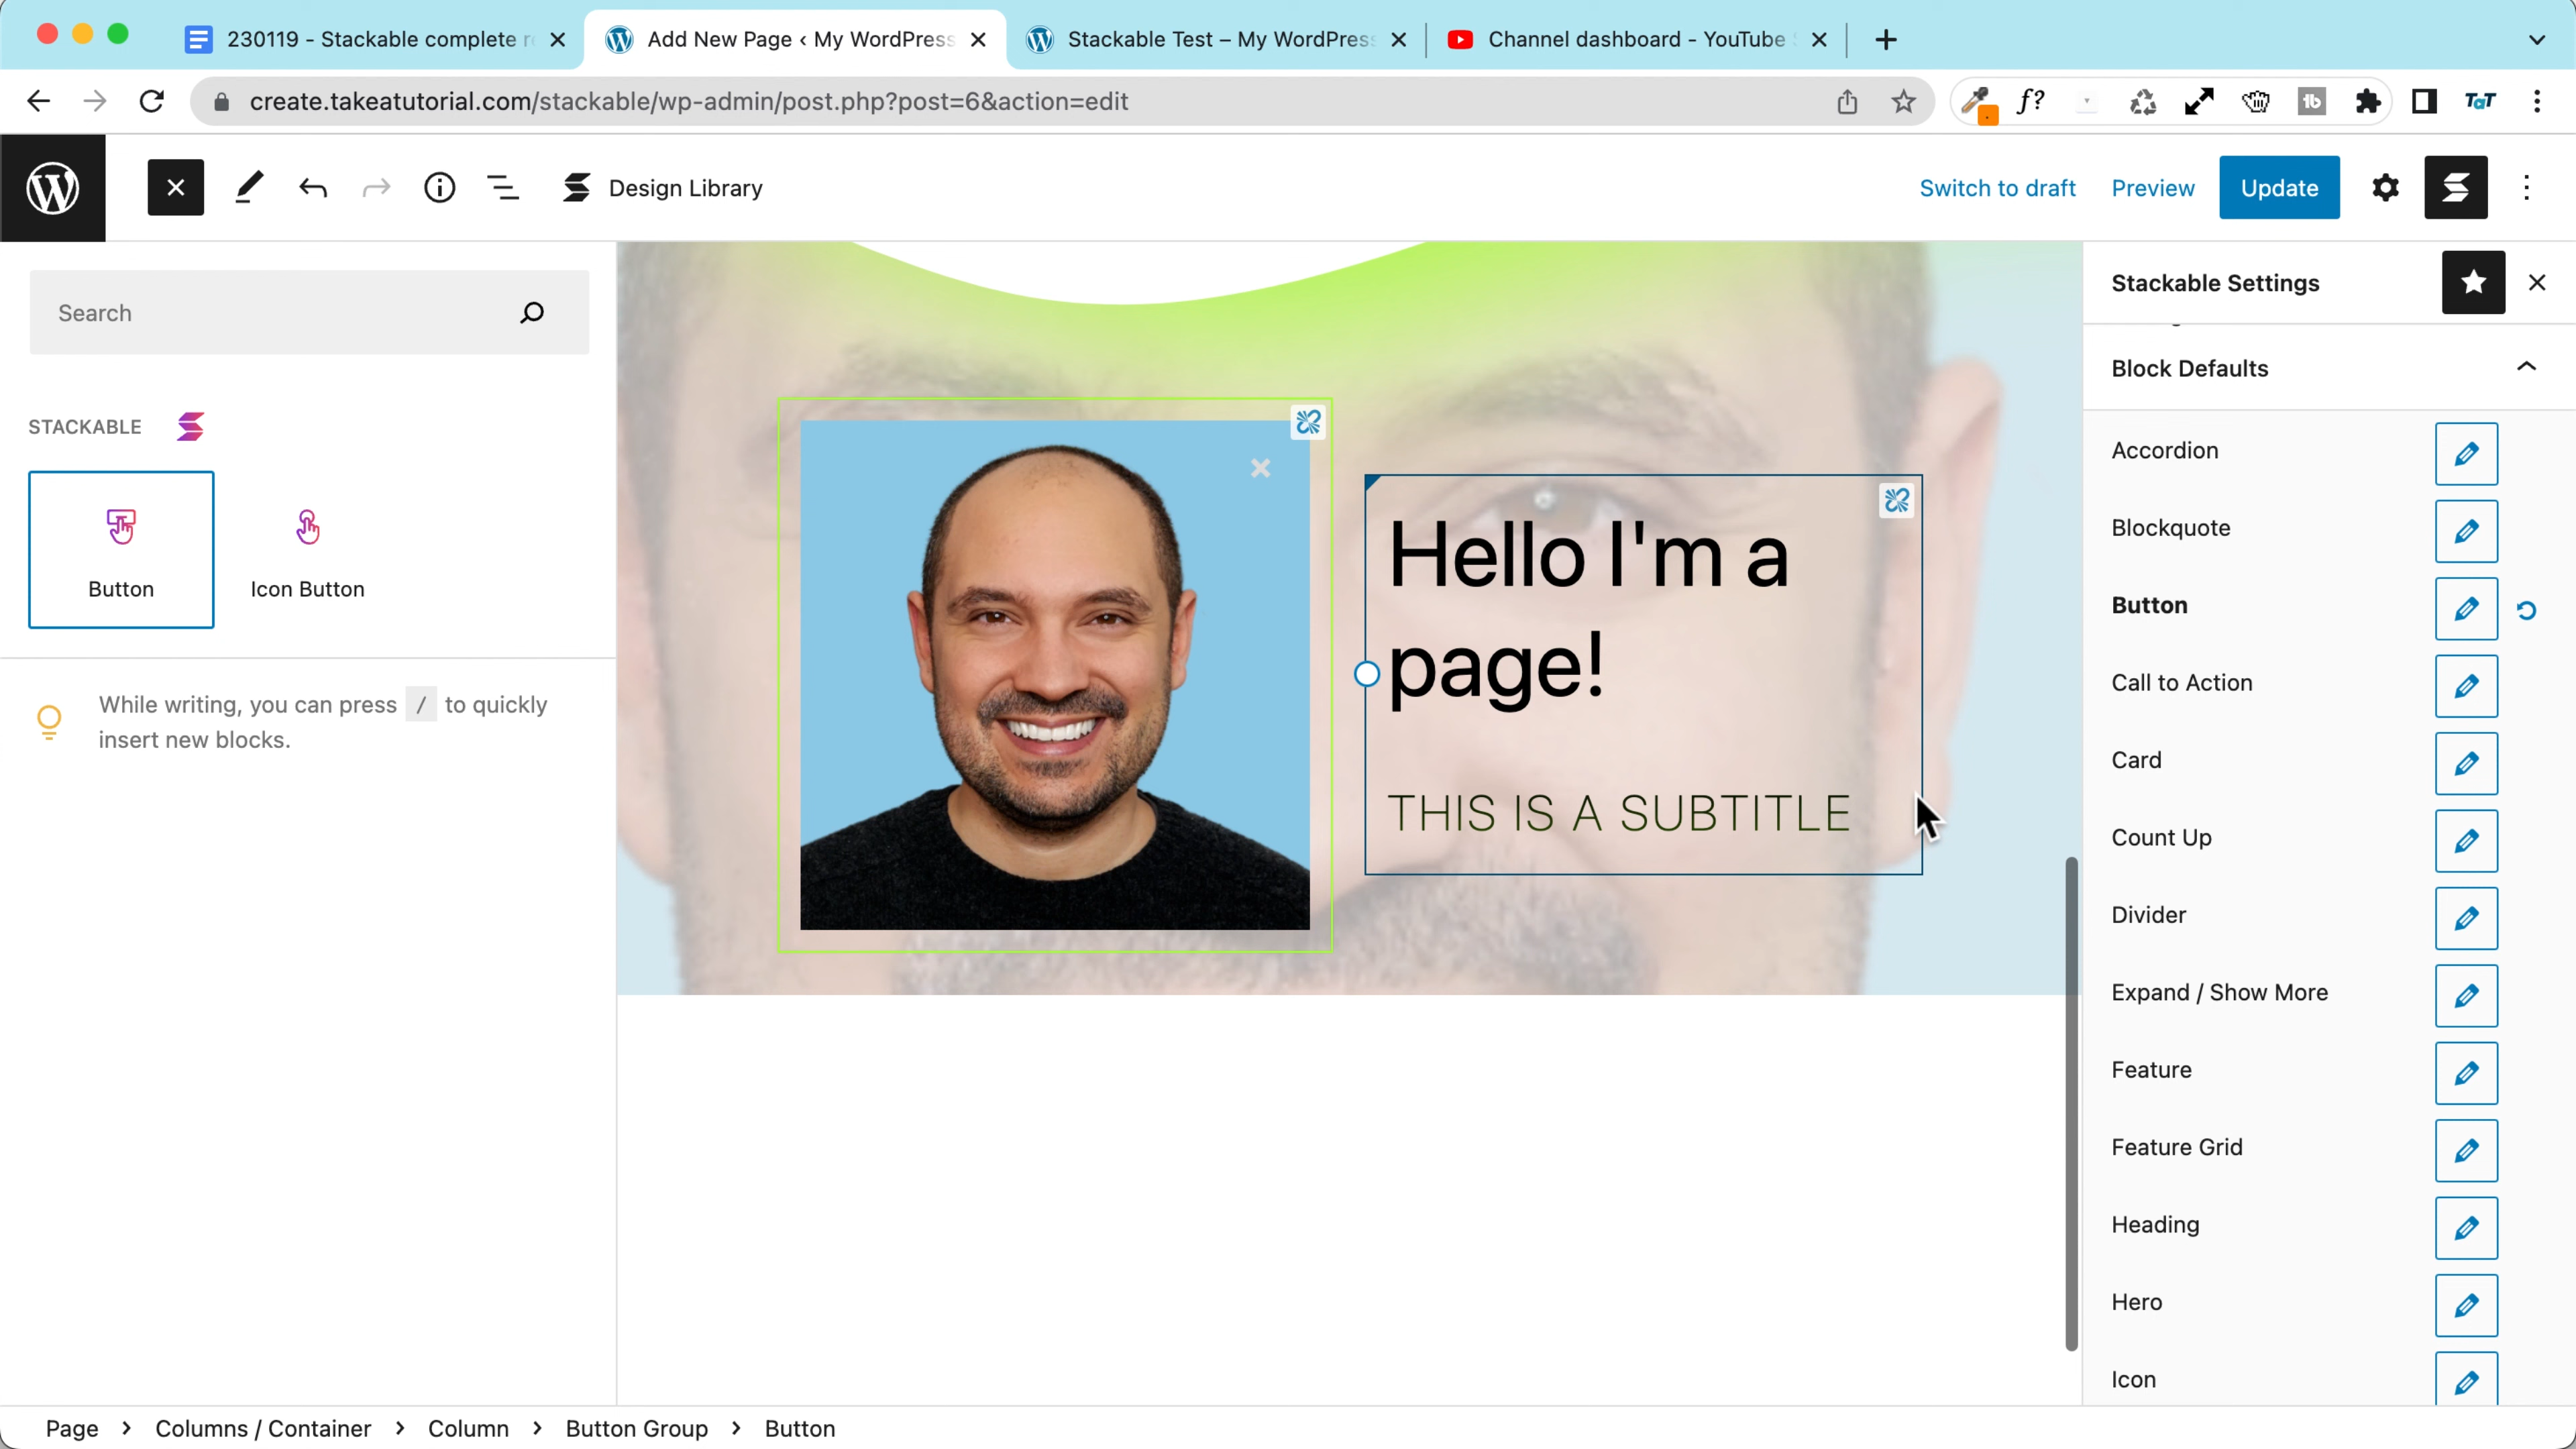 230119 - Stackable complete r
Add New Page ‹ My WordPress
Stackable Test – My WordPress
Channel dashboard - YouTube
create.takeatutorial.com/stackable/wp-admin/post.php?post=6&action=edit
f?
tb
TaT
Design Library
Switch to draft
Preview
Update
Search
STACKABLE
Button
Icon Button
While writing, you can press / to quickly
insert new blocks.
Hello I'm a
page!
THIS IS A SUBTITLE
Stackable Settings
Block Defaults
Accordion
Blockquote
Button
Call to Action
Card
Count Up
Divider
Expand / Show More
Feature
Feature Grid
Heading
Hero
Icon
Page > Columns / Container > Column > Button Group > Button